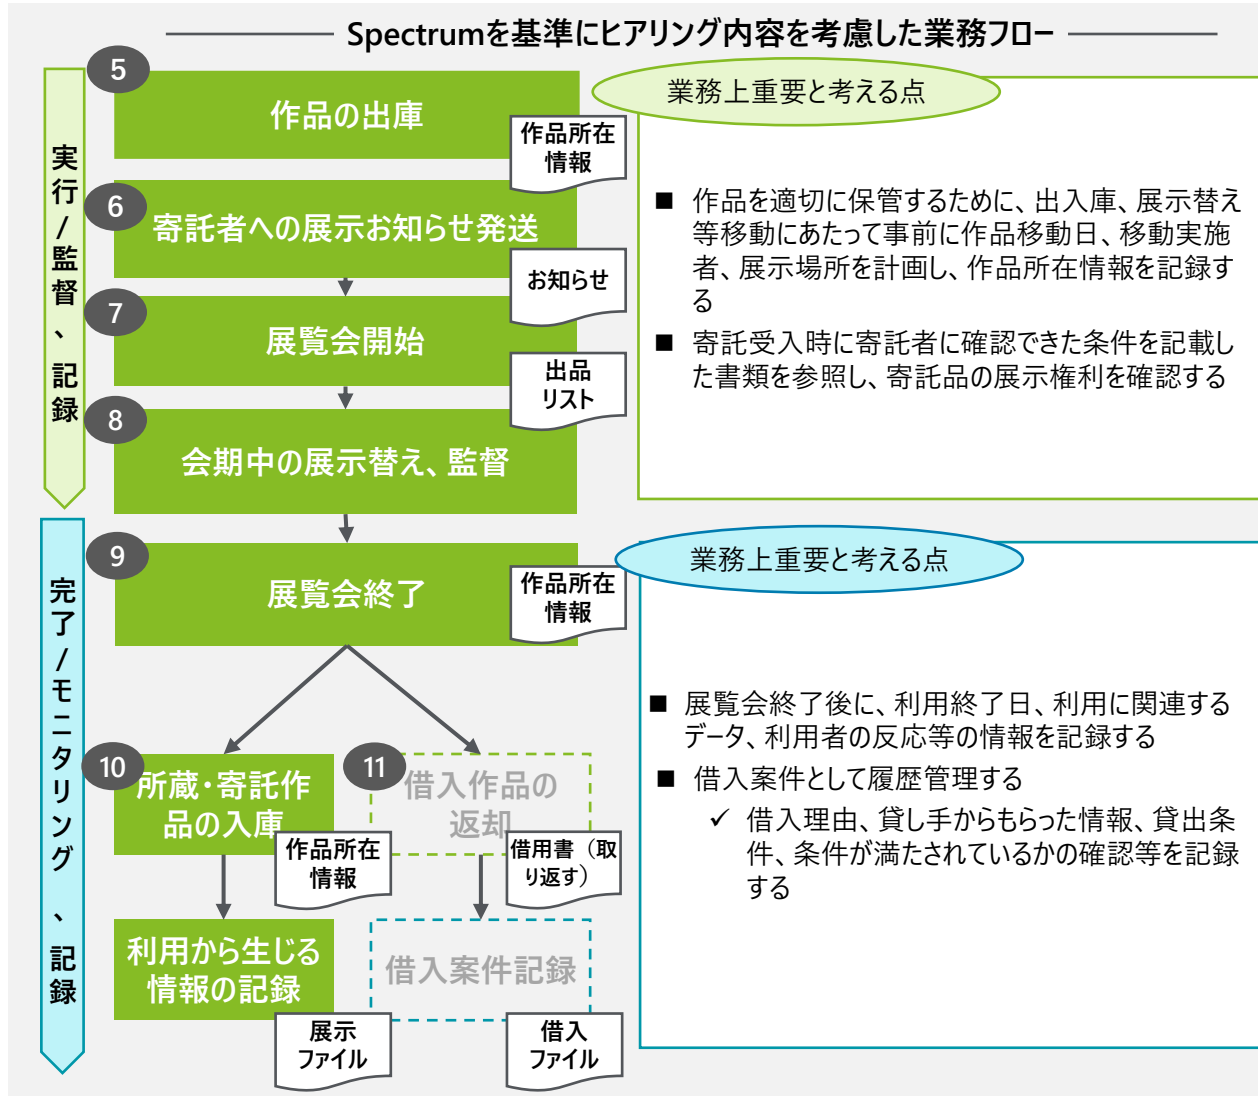 Spectrumを基準にヒアリング内容を考慮した業務フロー
実行/監督、記録
5
作品の出庫
作品所在
情報
6
寄託者への展示お知らせ発送
お知らせ
7
展覧会開始
出品
リスト
8
会期中の展示替え、監督
業務上重要と考える点
■ 作品を適切に保管するために、出入庫、展示替え
等移動にあたって事前に作品移動日、移動実施
者、展示場所を計画し、作品所在情報を記録す
る
■ 寄託受入時に寄託者に確認できた条件を記載し
た書類を参照し、寄託品の展示権利を確認する
完了/モニタリング、記録
9
展覧会終了
作品所在
情報
10
所蔵・寄託作
品の入庫
作品所在
情報
11
借入作品の
返却
借用書（取
り返す）
利用から生じる
情報の記録
展示
ファイル
借入案件記録
借入
ファイル
業務上重要と考える点
■ 展覧会終了後に、利用終了日、利用に関連する
データ、利用者の反応等の情報を記録する
■ 借入案件として履歴管理する
✓ 借入理由、貸し手からもらった情報、貸出条
件、条件が満たされているかの確認等を記録
する